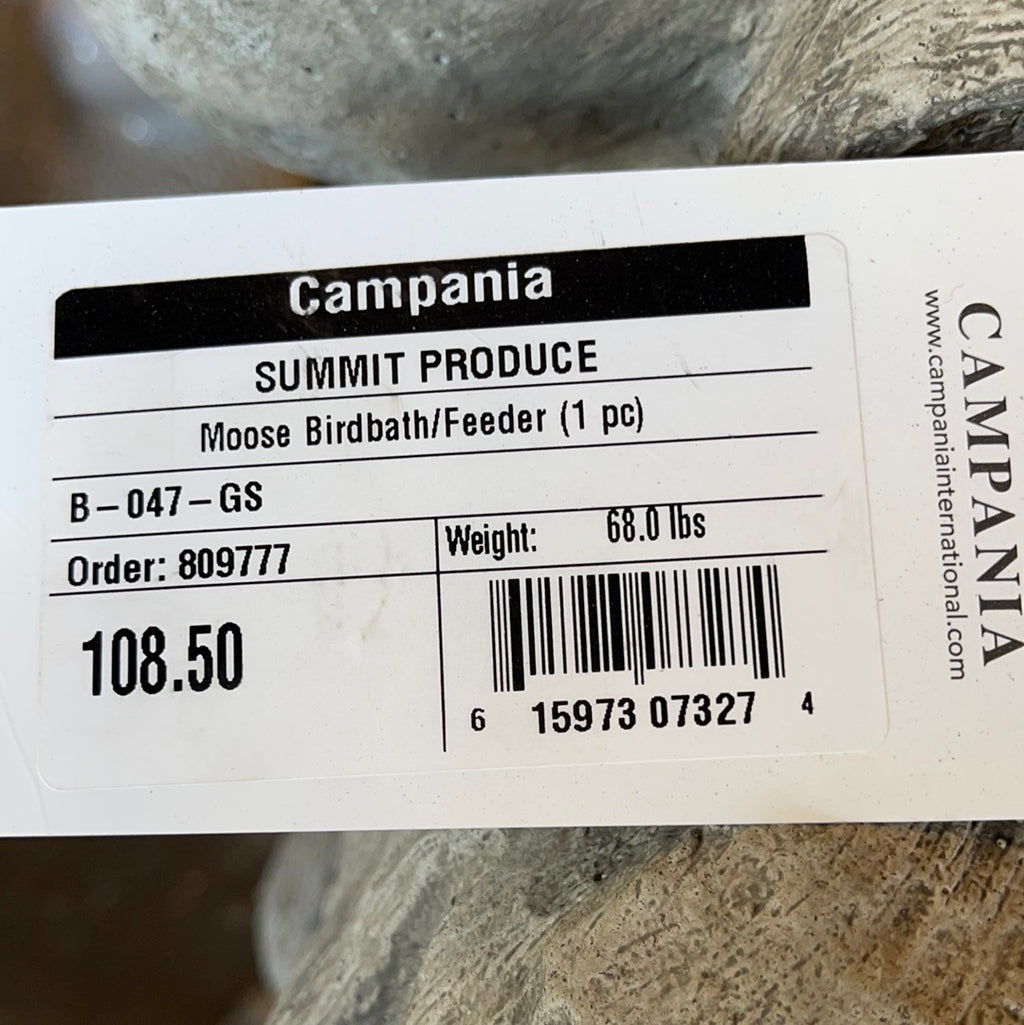 Campania
SUMMIT PRODUCE
Moose Birdbath/Feeder (1 pc)
B-047-GS
Order: 809777
Weight: 68.0 lbs
108.50
6 15973 07327 4
CAMPANIA
www.campaniainternational.com